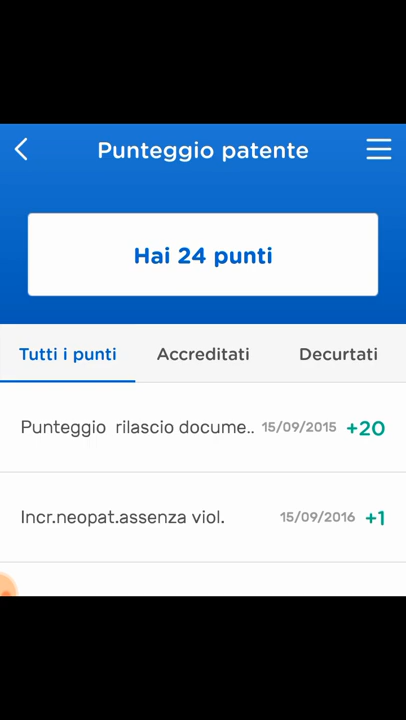 Punteggio patente
Hai 24 punti
Tutti i punti Accreditati Decurtati
Punteggio rilascio docume.. 15/09/2015 +20
Incr.neopat.assenza viol. 15/09/2016 +1